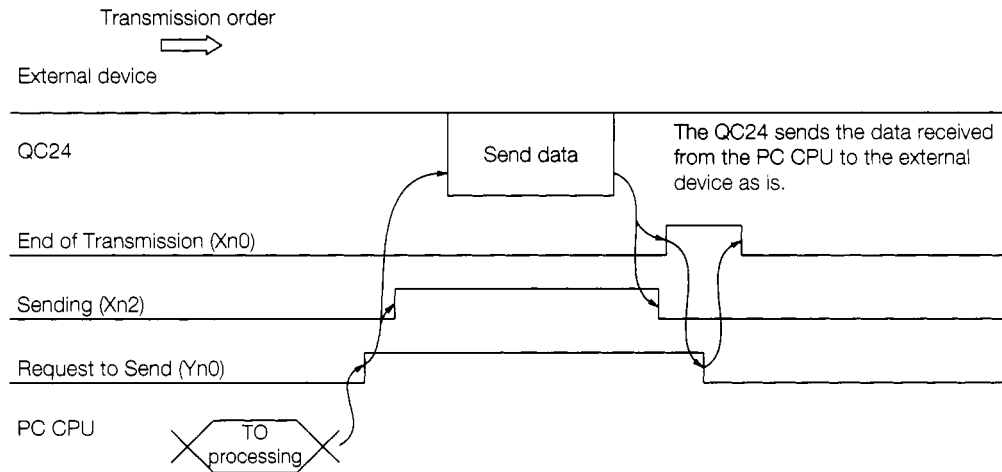 Transmission order
External device
QC24
Send data
The QC24 sends the data received
from the PC CPU to the external
device as is.
End of Transmission (Xn0)
Sending (Xn2)
Request to Send (Yn0)
PC CPU
TO
processing